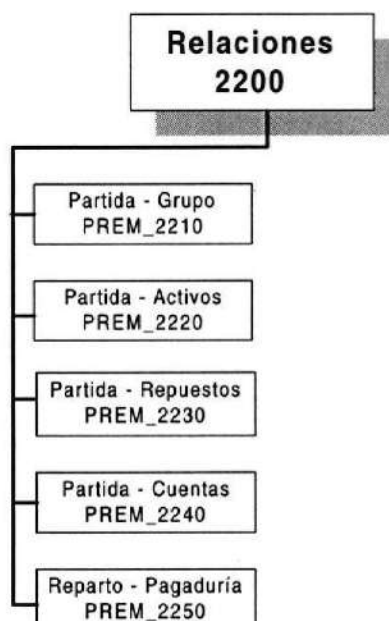 Relaciones
2200
Partida - Grupo
PREM_2210
Partida - Activos
PREM_2220
Partida - Repuestos
PREM_2230
Partida - Cuentas
PREM_2240
Reparto - Pagaduría
PREM_2250